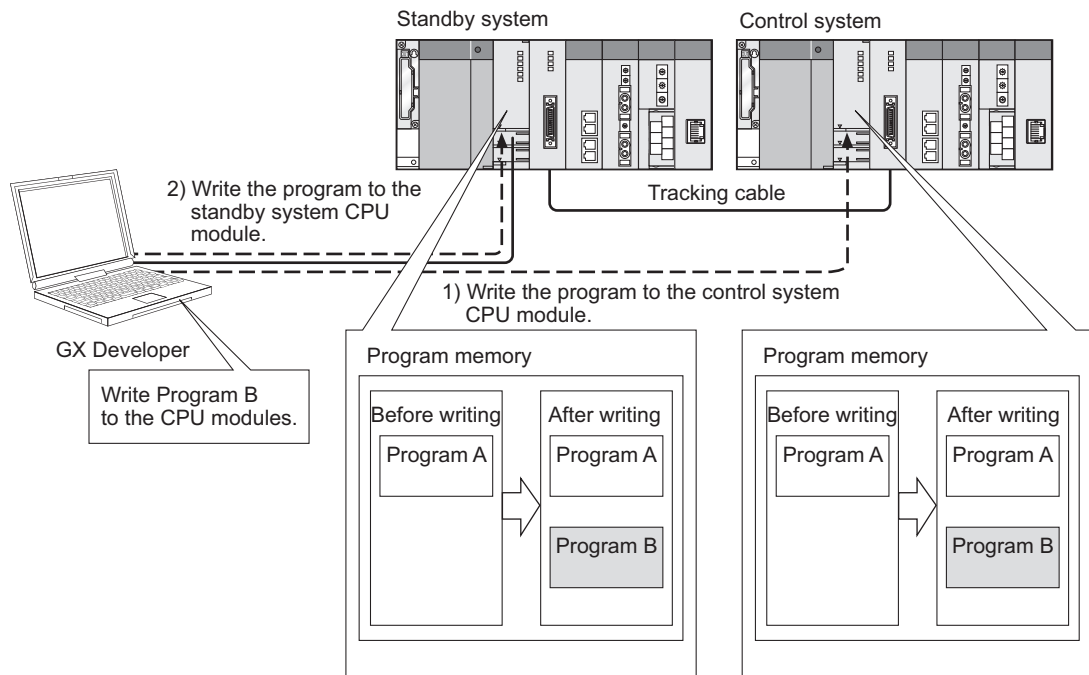 Standby system
Control system
2) Write the program to the
standby system CPU
module.
Tracking cable
1) Write the program to the control system
CPU module.
GX Developer
Write Program B
to the CPU modules.
Program memory
Before writing
After writing
Program A
Program A
Program B
Program memory
Before writing
After writing
Program A
Program A
Program B